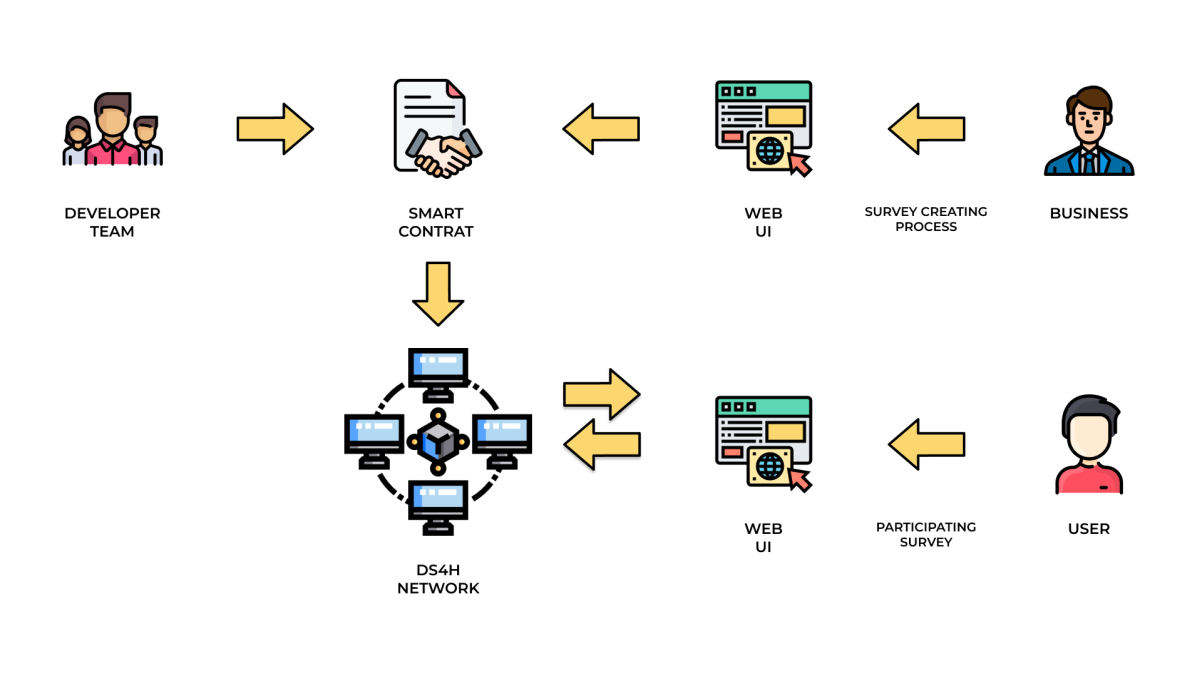 DEVELOPER
TEAM
SMART
CONTRAT
WEB
UI
SURVEY CREATING
PROCESS
BUSINESS
DS4H
NETWORK
WEB
UI
PARTICIPATING
SURVEY
USER